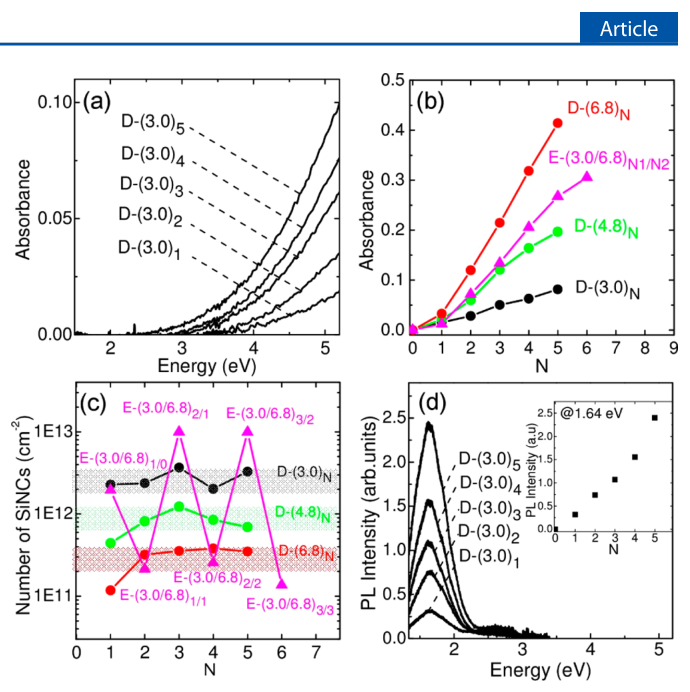 Article
(a)
0.10
0.05
0.00
Absorbance
D-(3.0)5
D-(3.0)4
D-(3.0)3
D-(3.0)2
D-(3.0)1
2 3 4 5
Energy (eV)
(b)
0.5
0.4
0.3
0.2
0.1
0.0
Absorbance
D-(6.8)N
E-(3.0/6.8)N1/N2
D-(4.8)N
D-(3.0)N
0 1 2 3 4 5 6 7 8 9
N
(c)
1E13
1E12
1E11
Number of SiNCs (cm-2)
E-(3.0/6.8)2/1
E-(3.0/6.8)3/2
E-(3.0/6.8)1/0
D-(3.0)N
D-(4.8)N
D-(6.8)N
E-(3.0/6.8)2/2
E-(3.0/6.8)1/1
E-(3.0/6.8)3/3
0 1 2 3 4 5 6 7
N
(d)
2.5
2.0
1.5
1.0
0.5
0.0
PL Intensity (arb.units)
D-(3.0)5
D-(3.0)4
D-(3.0)3
D-(3.0)2
D-(3.0)1
2 3 4 5
Energy (eV)
@1.64 eV
2.5
2.0
1.5
1.0
0.5
0.0
PL Intensity (a.u)
0 1 2 3 4 5
N